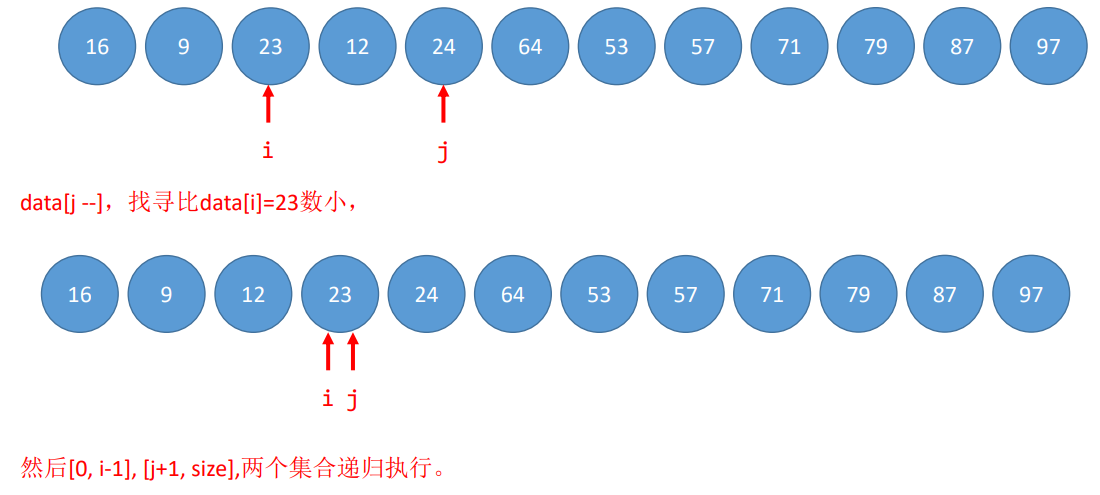 16 9 23 12 24 64 53 57 71 79 87 97
i j
data[j --]，找寻比data[i]=23数小，
16 9 12 23 24 64 53 57 71 79 87 97
i j
然后[0, i-1], [j+1, size],两个集合递归执行。